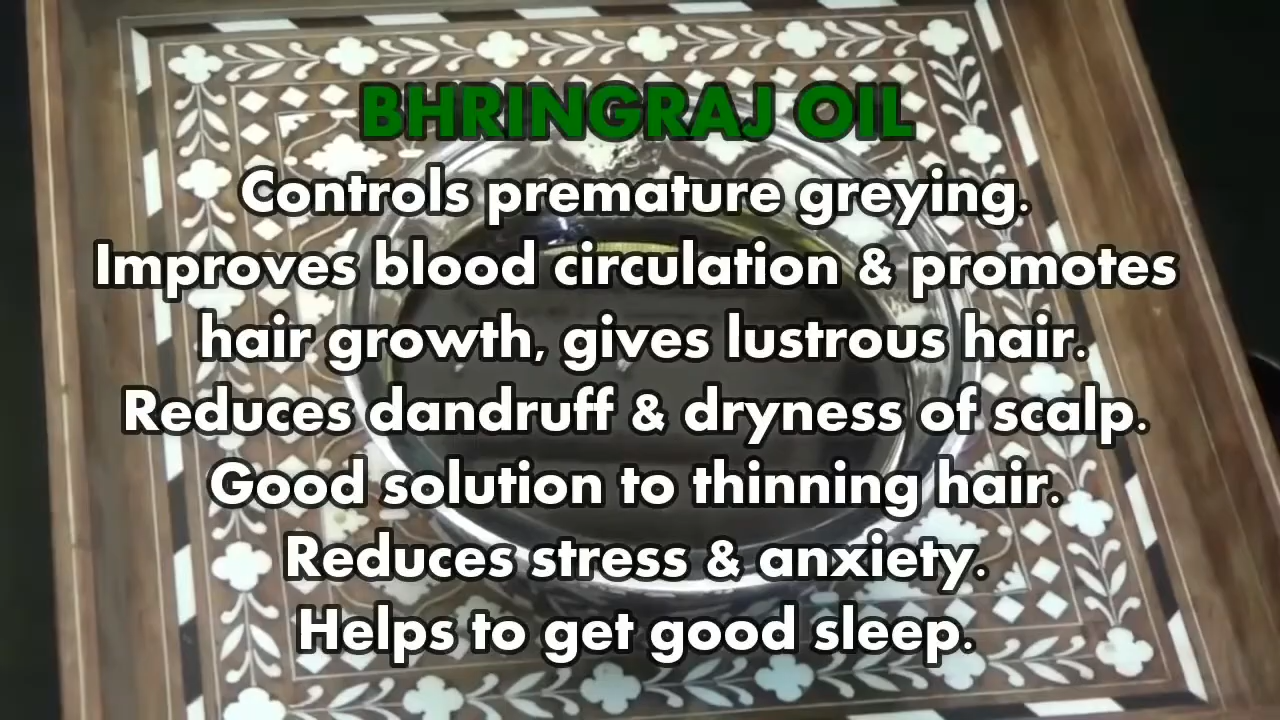 BHRINGRAJ OIL
Controls premature greying.
Improves blood circulation & promotes
hair growth, gives lustrous hair.
Reduces dandruff & dryness of scalp.
Good solution to thinning hair.
Reduces stress & anxiety.
Helps to get good sleep.